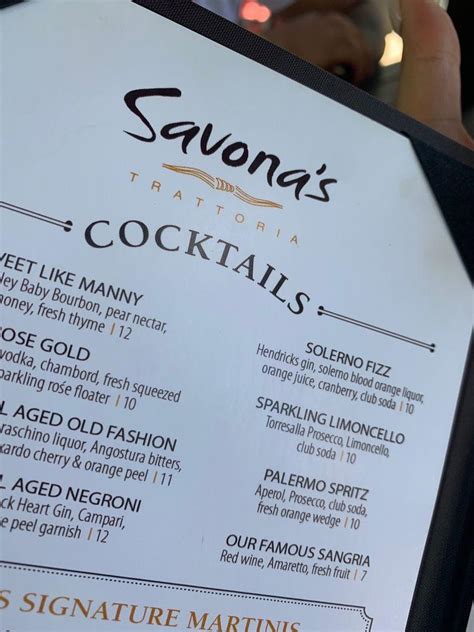 Savona's
TRATTORIA
COCKTAILS
EET LIKE MANNY
ey Baby Bourbon, pear nectar,
oney, fresh thyme | 12
OSE GOLD
vodka, chambord, fresh squeezed
parkling rośe floater | 10
L AGED OLD FASHION
raschino liquor, Angostura bitters,
ardo cherry & orange peel | 11
L AGED NEGRONI
ck Heart Gin, Campari,
e peel garnish | 12
SOLERNO FIZZ
Hendricks gin, solerno blood orange liquor,
orange juice, cranberry, club soda | 10
SPARKLING LIMONCELLO
Torresalla Prosecco, Limoncello,
club soda | 10
PALERMO SPRITZ
Aperol, Prosecco, club soda,
fresh orange wedge | 10
OUR FAMOUS SANGRIA
Red wine, Amaretto, fresh fruit | 7
S SIGNATURE MARTINIS